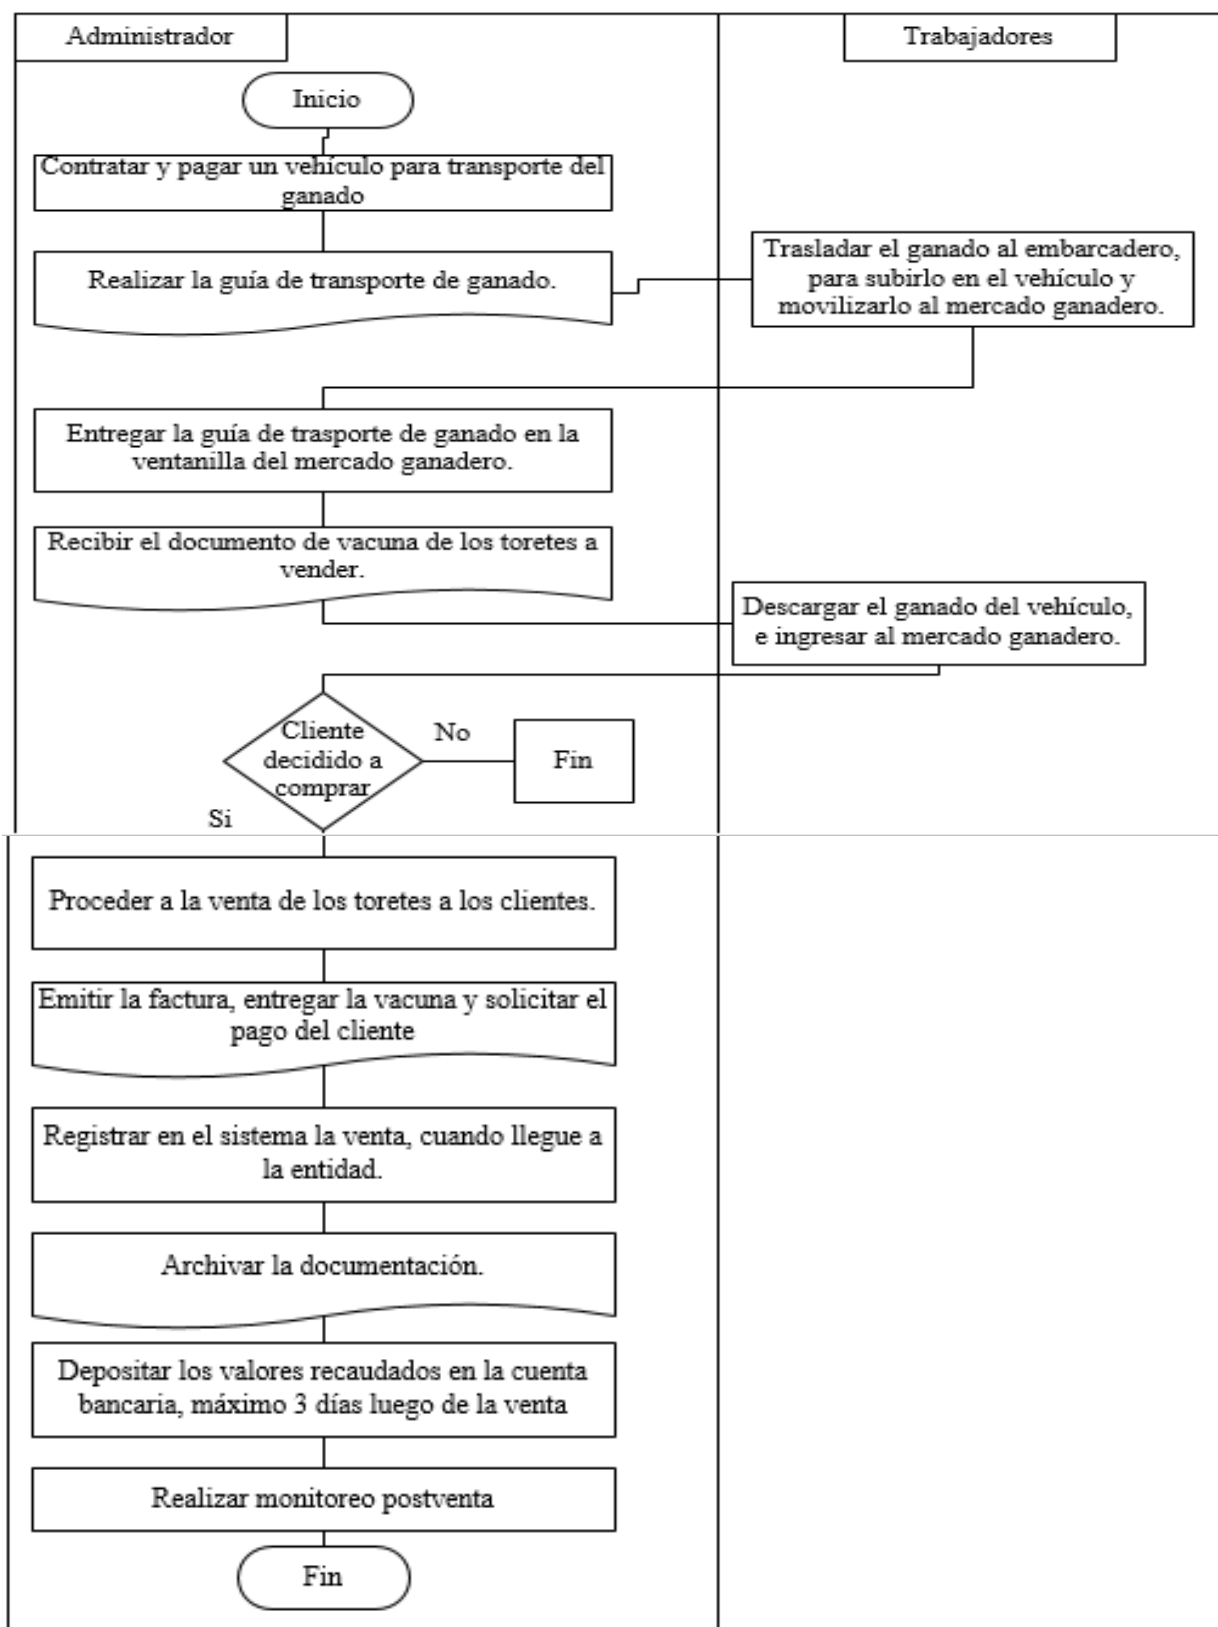 Administrador
Trabajadores
Inicio
Contratar y pagar un vehículo para transporte del
ganado
Realizar la guía de transporte de ganado.
Trasladar el ganado al embarcadero,
para subirlo en el vehículo y
movilizarlo al mercado ganadero.
Entregar la guía de trasporte de ganado en la
ventanilla del mercado ganadero.
Recibir el documento de vacuna de los toretes a
vender.
Descargar el ganado del vehículo,
e ingresar al mercado ganadero.
Cliente
decidido a
comprar
No
Fin
Si
Proceder a la venta de los toretes a los clientes.
Emitir la factura, entregar la vacuna y solicitar el
pago del cliente
Registrar en el sistema la venta, cuando llegue a
la entidad.
Archivar la documentación.
Depositar los valores recaudados en la cuenta
bancaria, máximo 3 días luego de la venta
Realizar monitoreo postventa
Fin